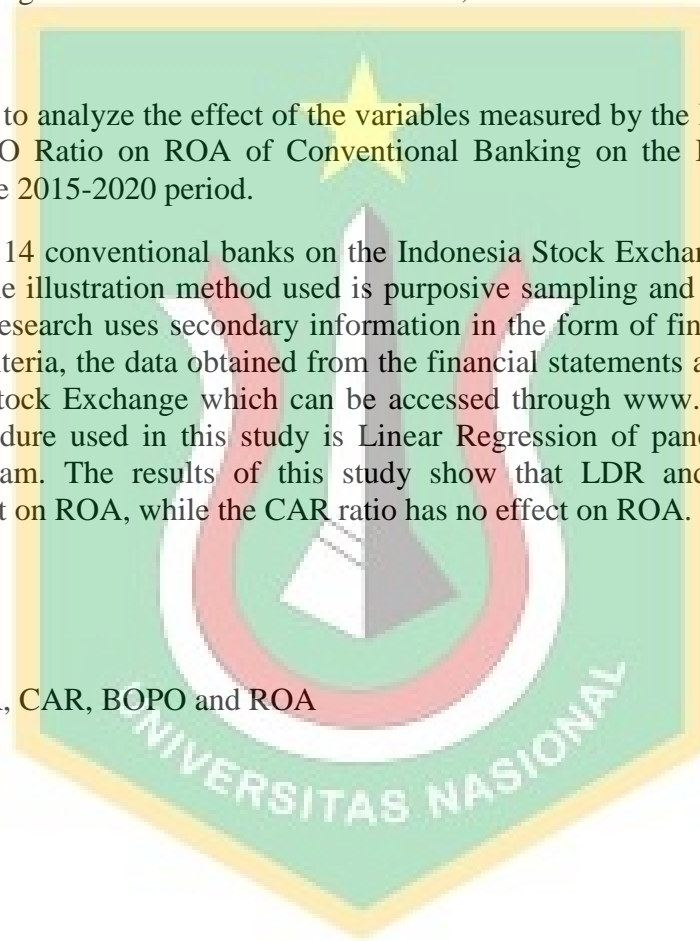 to analyze the effect of the variables measured by the
O Ratio on ROA of Conventional Banking on the
e 2015-2020 period.
14 conventional banks on the Indonesia Stock Exchan
le illustration method used is purposive sampling and
esearch uses secondary information in the form of fin
iteria, the data obtained from the financial statements a
tock Exchange which can be accessed through www.
dure used in this study is Linear Regression of pane
am. The results of this study show that LDR and
t on ROA, while the CAR ratio has no effect on ROA.
, CAR, BOPO and ROA
UNIVERSITAS NASIONAL